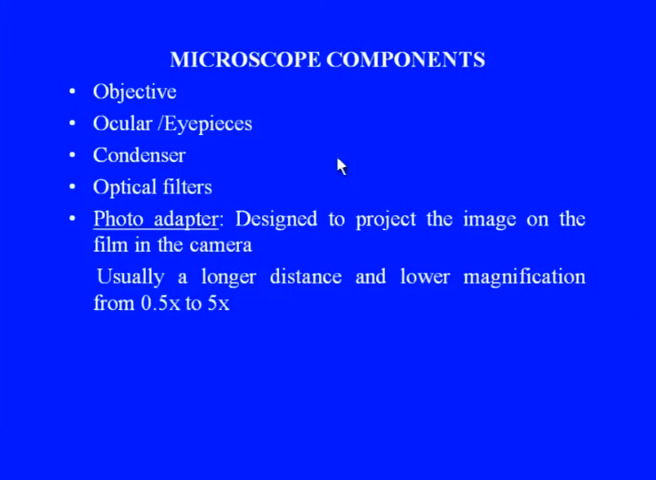 MICROSCOPE COMPONENTS
• Objective
• Ocular /Eyepieces
• Condenser
• Optical filters
• Photo adapter: Designed to project the image on the
film in the camera
Usually a longer distance and lower magnification
from 0.5x to 5x